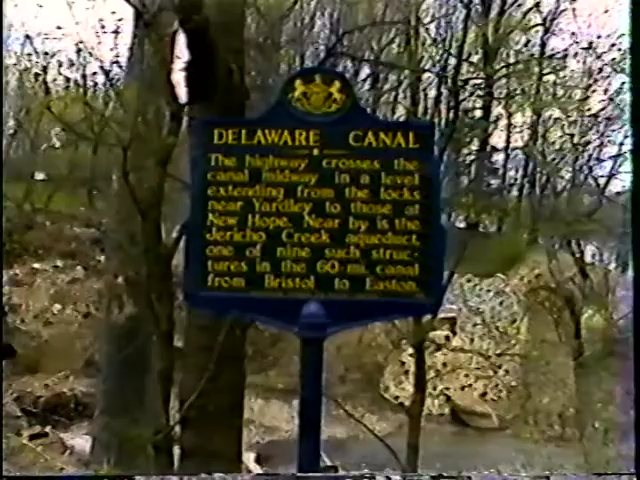 DELAWARE CANAL
The highway crosses the
canal midway in a level
extending from the locks
near Yardley to those at
New Hope. Near by is the
Jericho Creek aqueduct,
one of nine such struc-
tures in the 60-mi. canal
from Bristol to Easton.